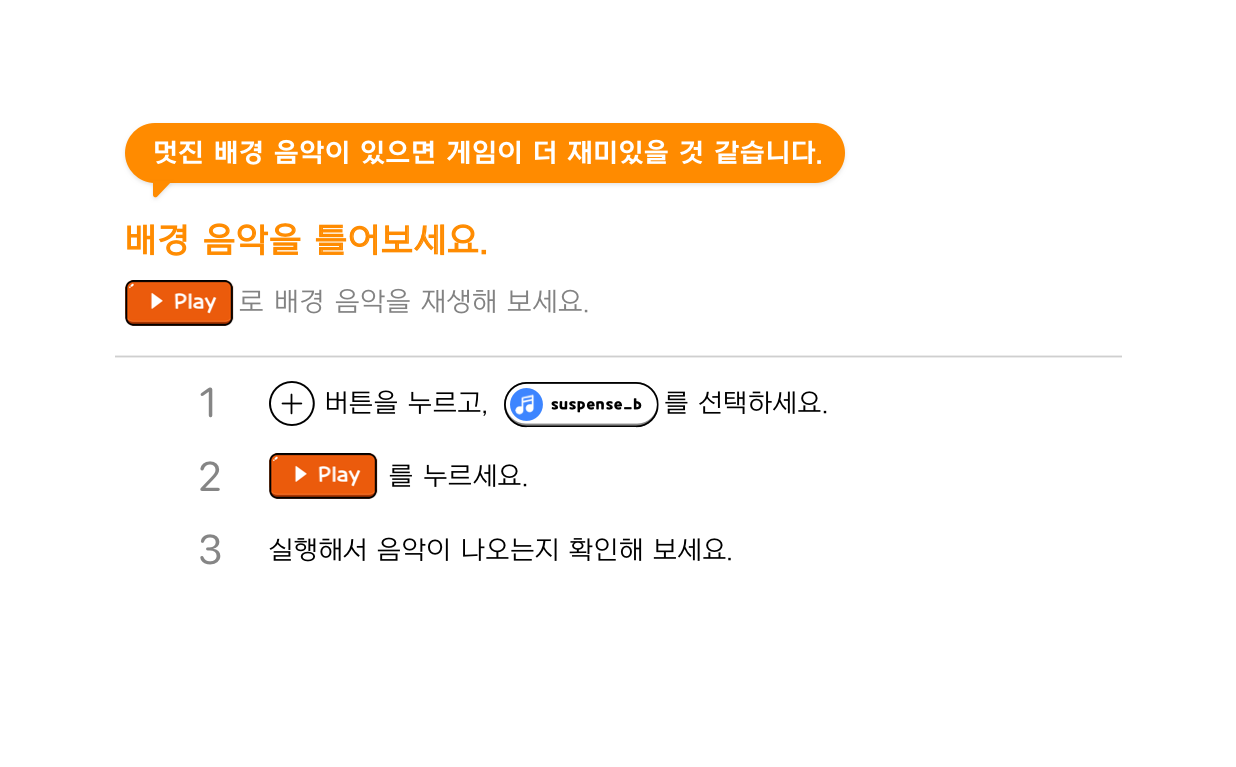 멋진 배경 음악이 있으면 게임이 더 재미있을 것 같습니다.
배경 음악을 틀어보세요.
Play 로 배경 음악을 재생해 보세요.
1 버튼을 누르고, suspense_b 를 선택하세요.
2 Play 를 누르세요.
3 실행해서 음악이 나오는지 확인해 보세요.